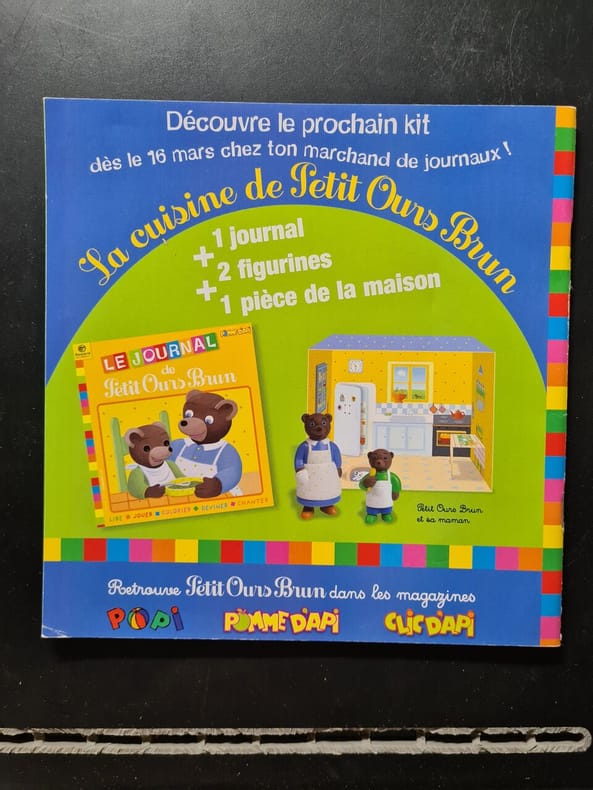 Découvre le prochain kit
dès le 16 mars chez ton marchand de journaux !
La cuisine de Petit Ours Brun
1 journal
+
2 figurines
+
1 pièce de la maison
POMME D'API
LE JOURNAL
de
Petit Ours Brun
LIRE • JOUER • COLORIER • DEVINER • CHANTER
Petit Ours Brun
et sa maman
Retrouve Petit Ours Brun dans les magazines
POPi
POMME D'API
CLIC D'API